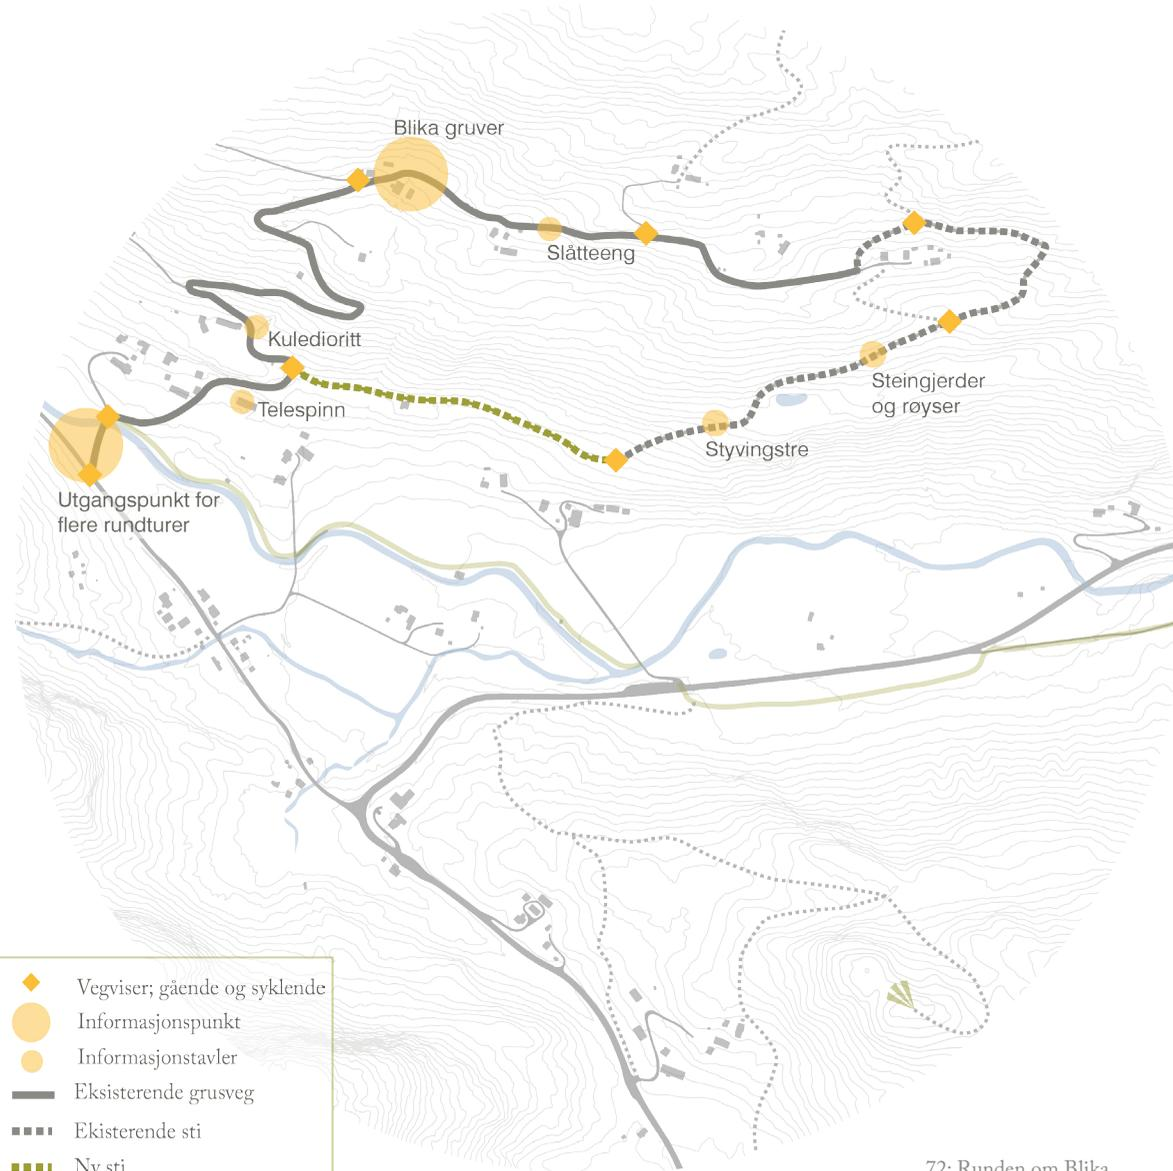 Blika gruver
Slåtteeng
Kuledioritt
Telespinn
Steingjerder
og røyser
Styvingstre
Utgangspunkt for
flere rundturer
Vegviser; gående og syklende
Informasjonspunkt
Informasjonstavler
Eksisterende grusveg
Ekisterende sti
Ny sti
72: Runden om Blika